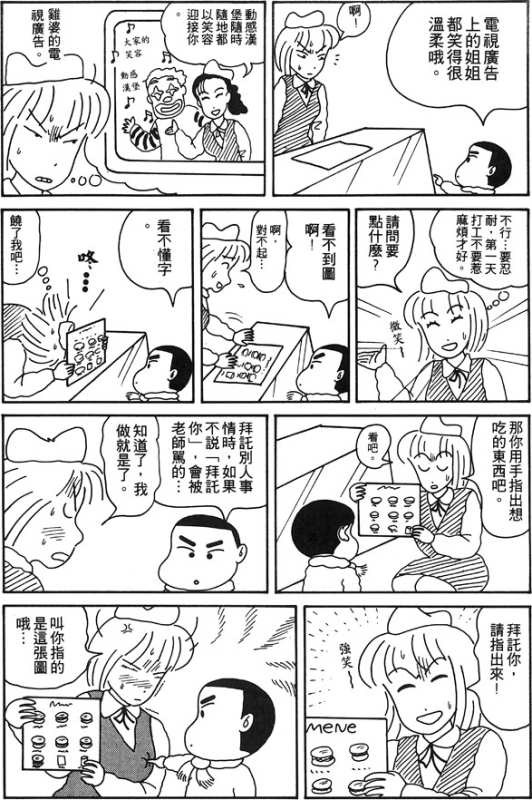 電視廣告
上的姐姐
都笑得很
溫柔哦。
啊！
動感漢
堡隨時
隨地都
以笑容
迎接你
大家的
笑容
動感
漢堡
雞婆的電
視廣告。
不行…要忍
耐，第一天
打工不要惹
麻煩才好。
請問要
點什麼？
微笑～
看不到圖
啊！
啊，
對不起…
看不懂字
。
咚…
饒了我吧…
那你用手指出想
吃的東西吧。
看吧。
拜託別人事
情時，如果
不說「拜託
你」，會被
老師罵的…
知道了，我
做就是了。
拜託你，
請指出來！
強笑～
MENE
叫你指的
是這張圖
哦…